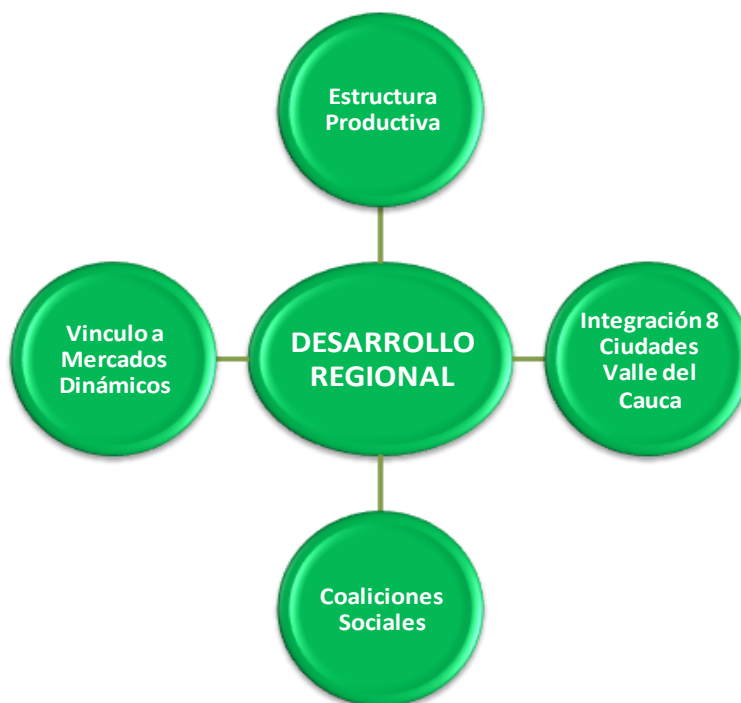 Estructura
Productiva
Vinculo a
Mercados
Dinámicos
DESARROLLO
REGIONAL
Integración 8
Ciudades
Valle del
Cauca
Coaliciones
Sociales